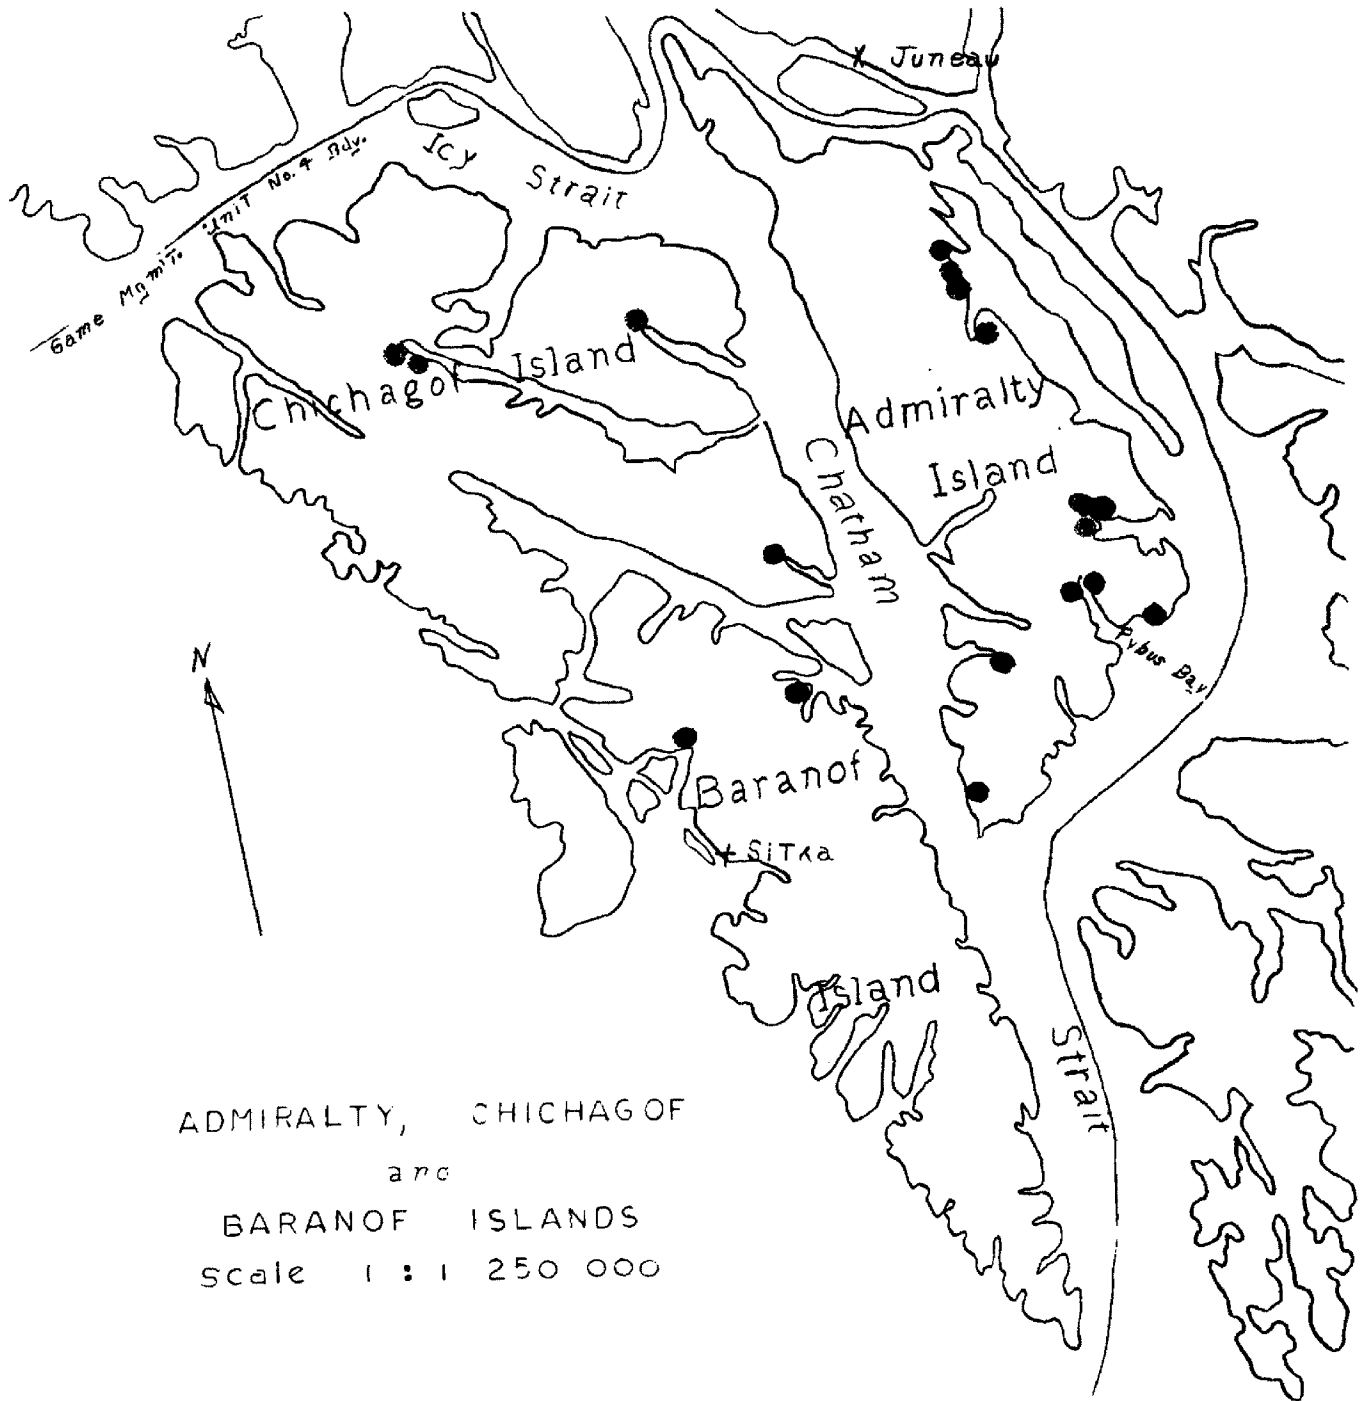 X Juneau
Icy Strait
Game Mgmt. Unit No. 4 Bdy.
Chichagof Island
Admiralty
Island
Chatham
Pybus Bay
N
Baranof
+ SiTKa
Island
Strait
ADMIRALTY, CHICHAGOF
and
BARANOF ISLANDS
Scale 1 : 1 250 000